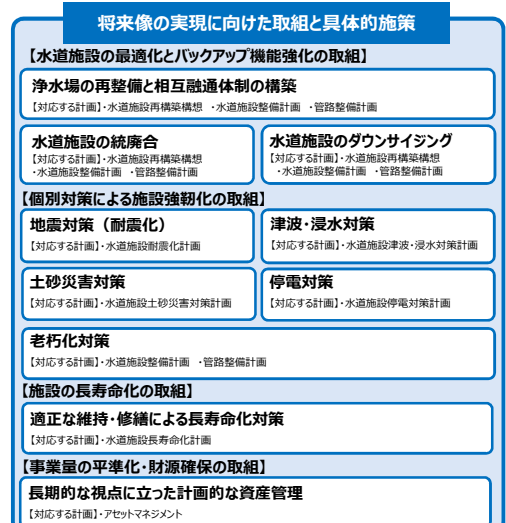 将来像の実現に向けた取組と具体的施策
【水道施設の最適化とバックアップ機能強化の取組】
浄水場の再整備と相互融通体制の構築
【対応する計画】・水道施設再構築構想 ・水道施設整備計画 ・管路整備計画
水道施設の統廃合
【対応する計画】・水道施設再構築構想
・水道施設整備計画 ・管路整備計画
水道施設のダウンサイジング
【対応する計画】・水道施設再構築構想
・水道施設整備計画 ・管路整備計画
【個別対策による施設強靭化の取組】
地震対策（耐震化）
【対応する計画】・水道施設耐震化計画
津波・浸水対策
【対応する計画】・水道施設津波・浸水対策計画
土砂災害対策
【対応する計画】・水道施設土砂災害対策計画
停電対策
【対応する計画】・水道施設停電対策計画
老朽化対策
【対応する計画】・水道施設整備計画 ・管路整備計画
【施設の長寿命化の取組】
適正な維持・修繕による長寿命化対策
【対応する計画】・水道施設長寿命化計画
【事業量の平準化・財源確保の取組】
長期的な視点に立った計画的な資産管理
【対応する計画】・アセットマネジメント